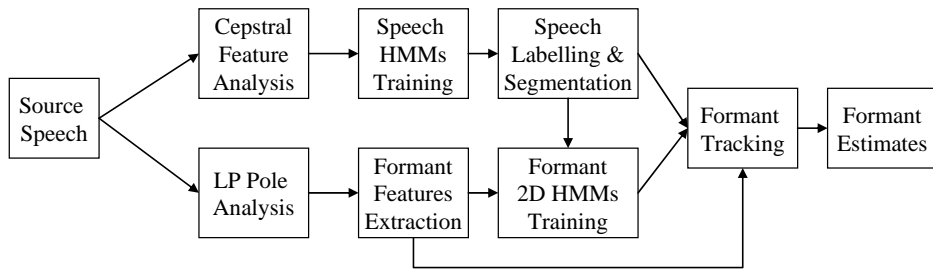 Source
Speech
Cepstral
Feature
Analysis
Speech
HMMs
Training
Speech
Labelling &
Segmentation
LP Pole
Analysis
Formant
Features
Extraction
Formant
2D HMMs
Training
Formant
Tracking
Formant
Estimates